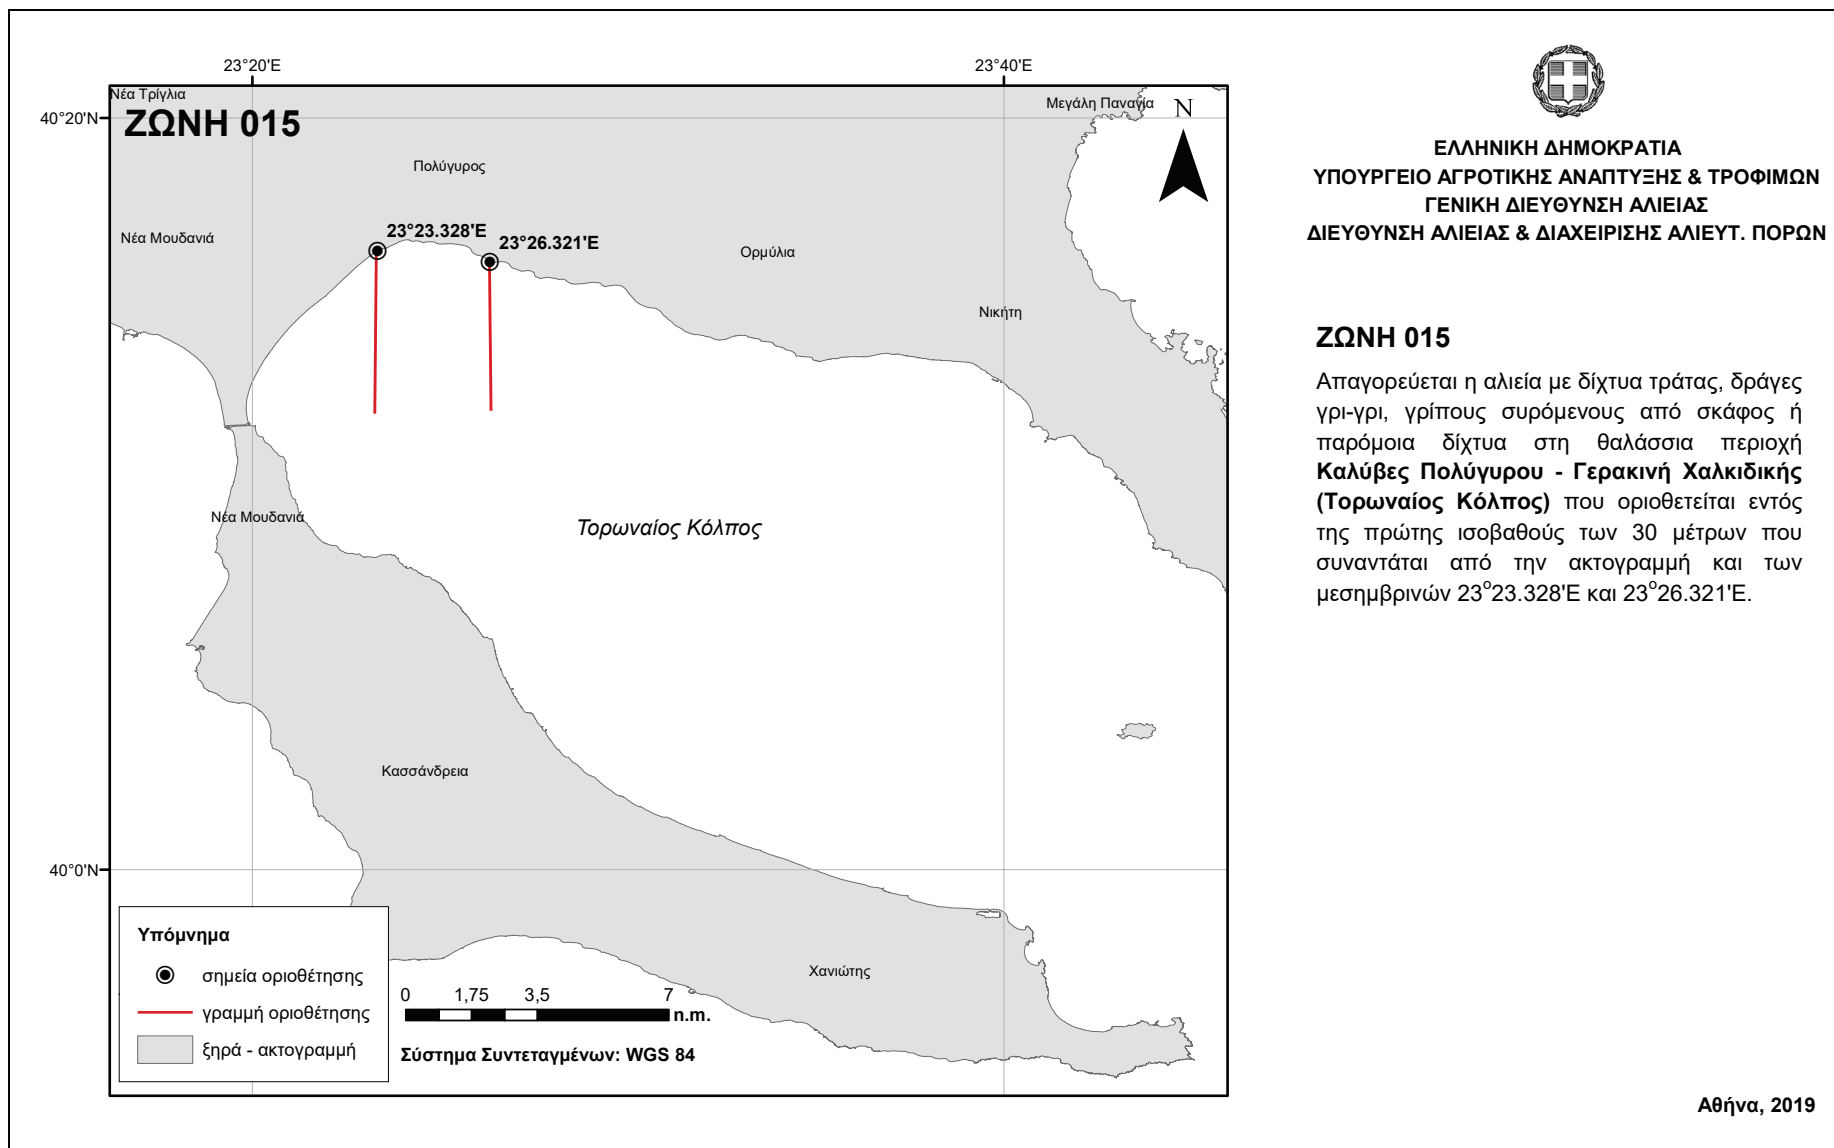 23°20'E
23°40'E
40°20'N
40°0'N
Νέα Τρίγλια
ΖΩΝΗ 015
Μεγάλη Παναγία
N
Πολύγυρος
Νέα Μουδανιά
23°23.328'E
23°26.321'E
Ορμύλια
Νικήτη
Νέα Μουδανιά
Τορωναίος Κόλπος
Κασσάνδρεια
Χανιώτης
Υπόμνημα
σημεία οριοθέτησης
γραμμή οριοθέτησης
ξηρά - ακτογραμμή
0 1,75 3,5 7
n.m.
Σύστημα Συντεταγμένων: WGS 84
ΕΛΛΗΝΙΚΗ ΔΗΜΟΚΡΑΤΙΑ
ΥΠΟΥΡΓΕΙΟ ΑΓΡΟΤΙΚΗΣ ΑΝΑΠΤΥΞΗΣ & ΤΡΟΦΙΜΩΝ
ΓΕΝΙΚΗ ΔΙΕΥΘΥΝΣΗ ΑΛΙΕΙΑΣ
ΔΙΕΥΘΥΝΣΗ ΑΛΙΕΙΑΣ & ΔΙΑΧΕΙΡΙΣΗΣ ΑΛΙΕΥΤ. ΠΟΡΩΝ
ΖΩΝΗ 015
Απαγορεύεται η αλιεία με δίχτυα τράτας, δράγες
γρι-γρι, γρίπους συρόμενους από σκάφος ή
παρόμοια δίχτυα στη θαλάσσια περιοχή
Καλύβες Πολύγυρου - Γερακινή Χαλκιδικής
(Τορωναίος Κόλπος) που οριοθετείται εντός
της πρώτης ισοβαθούς των 30 μέτρων που
συναντάται από την ακτογραμμή και των
μεσημβρινών 23°23.328'E και 23°26.321'E.
Αθήνα, 2019